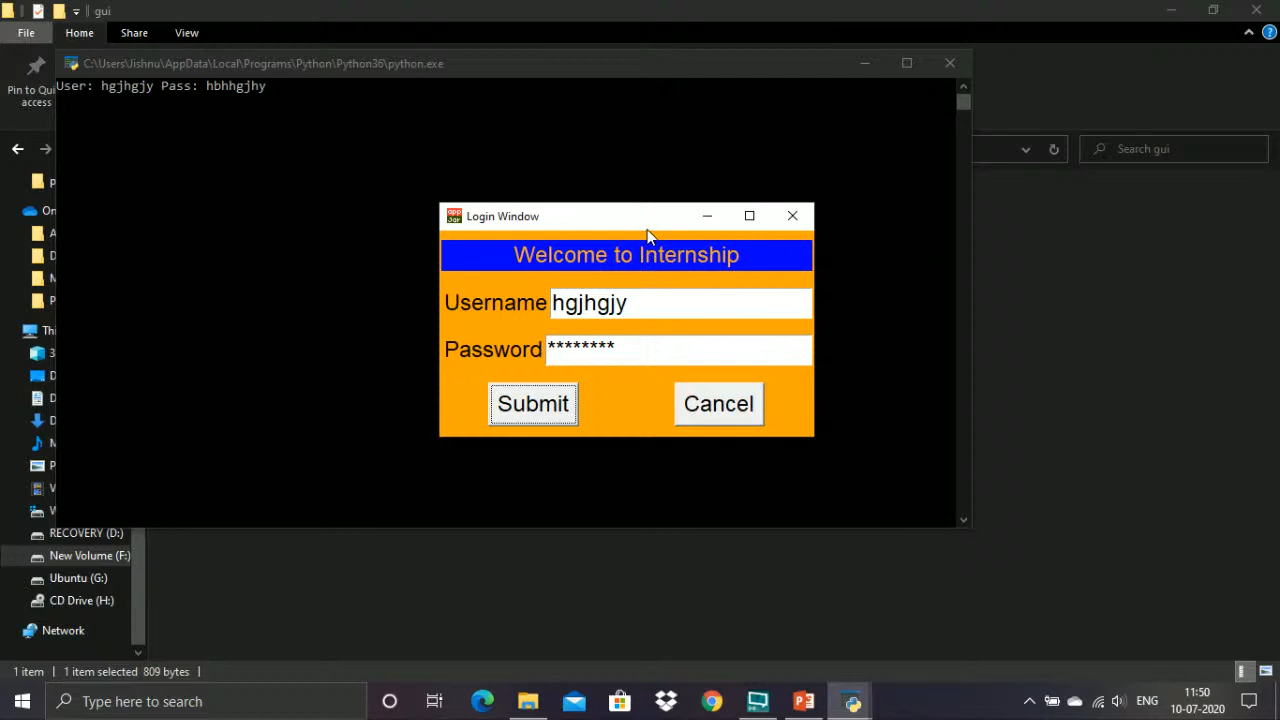 gui
File Home Share View
Pin to Qui
access
C:\Users\Jishnu\AppData\Local\Programs\Python\Python36\python.exe
User: hgjhgjy Pass: hbhhgjhy
Search gui
Login Window
Welcome to Internship
Username hgjhgjy
Password ********
Submit Cancel
RECOVERY (D:)
New Volume (F:)
Ubuntu (G:)
CD Drive (H:)
Network
1 item 1 item selected 809 bytes
Type here to search
ENG
11:50
10-07-2020